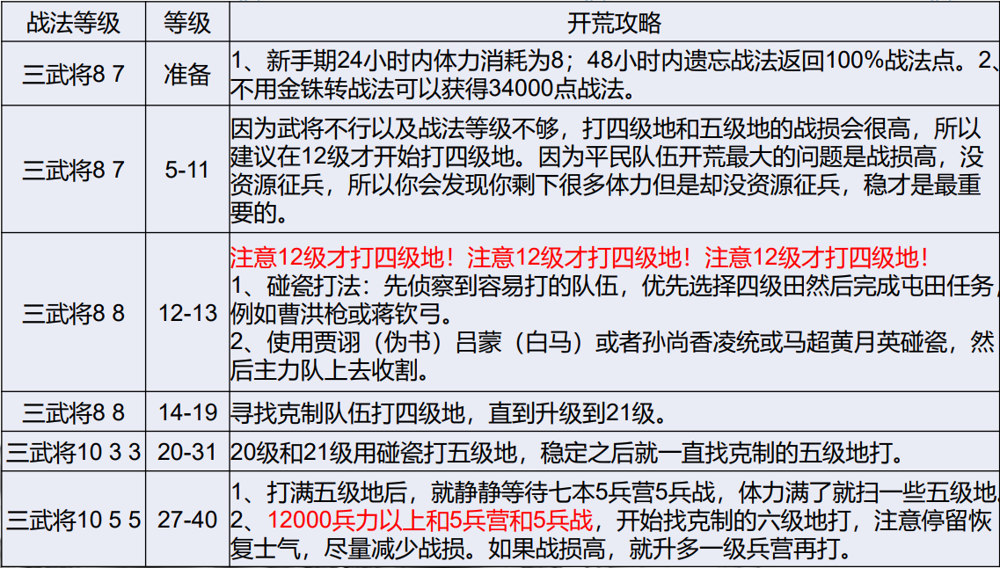 战法等级 等级 开荒攻略
三武将8 7 准备
1、新手期24小时内体力消耗为8；48小时内遗忘战法返回100%战法点。2、
不用金铢转战法可以获得34000点战法。
三武将8 7 5-11
因为武将不行以及战法等级不够，打四级地和五级地的战损会很高，所以
建议在12级才开始打四级地。因为平民队伍开荒最大的问题是战损高，没
资源征兵，所以你会发现你剩下很多体力但是却没资源征兵，稳才是最重
要的。
三武将8 8 12-13
注意12级才打四级地！注意12级才打四级地！注意12级才打四级地！
1、碰瓷打法：先侦察到容易打的队伍，优先选择四级田然后完成屯田任务，
例如曹洪枪或蒋钦弓。
2、使用贾诩（伪书）吕蒙（白马）或者孙尚香凌统或马超黄月英碰瓷，然
后主力队上去收割。
三武将8 8 14-19 寻找克制队伍打四级地，直到升级到21级。
三武将10 3 3 20-31 20级和21级用碰瓷打五级地，稳定之后就一直找克制的五级地打。
三武将10 5 5 27-40
1、打满五级地后，就静静等待七本5兵营5兵战，体力满了就扫一些五级地。
2、12000兵力以上和5兵营和5兵战，开始找克制的六级地打，注意停留恢
复士气，尽量减少战损。如果战损高，就升多一级兵营再打。